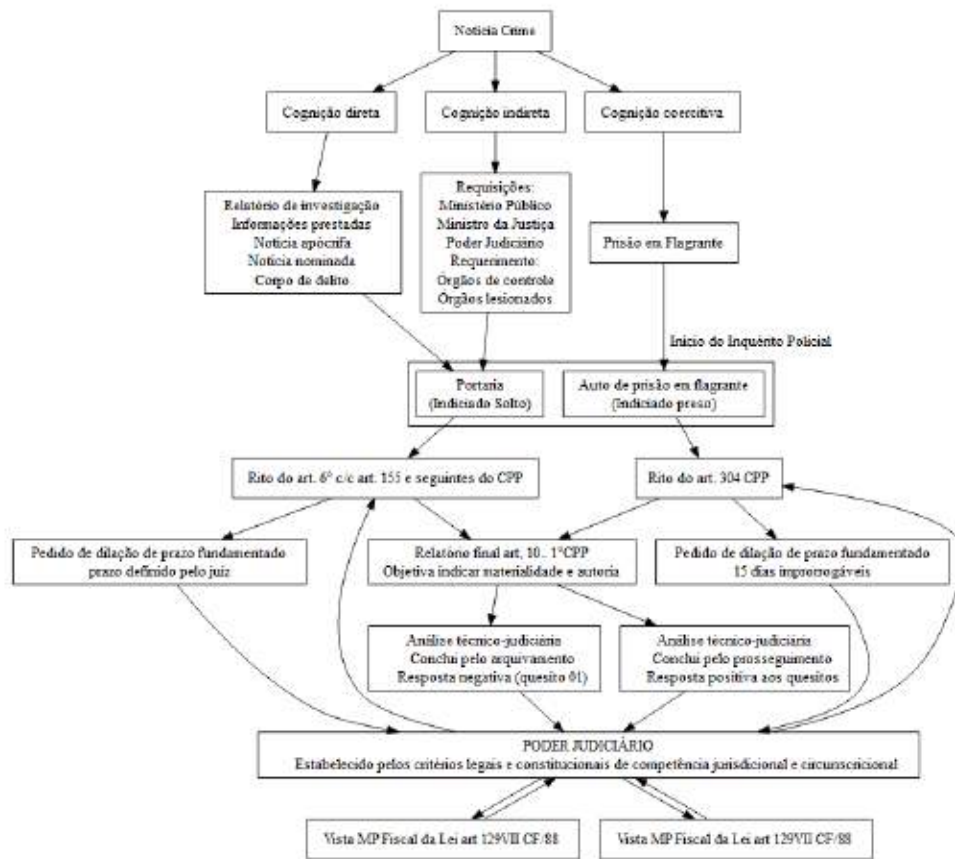 Notícia Crime
Cognição direta
Cognição indireta
Cognição coercitiva
Relatório de investigação
Informações prestadas
Notícia apócrifa
Notícia nominada
Corpo de delito
Requisições:
Ministério Público
Ministro da Justiça
Poder Judiciário
Requerimento:
Órgãos de controle
Órgãos lesionados
Prisão em Flagrante
Início do Inquérito Policial
Portaria
(Indiciado Solto)
Auto de prisão em flagrante
(Indiciado preso)
Rito do art. 6º c/c art. 155 e seguintes do CPP
Rito do art. 304 CPP
Pedido de dilação de prazo fundamentado
prazo definido pelo juiz
Relatório final art, 10.. 1°CPP
Objetiva indicar materialidade e autoria
Pedido de dilação de prazo fundamentado
15 dias improrrogáveis
Análise técnico-judiciária
Conclui pelo arquivamento
Resposta negativa (quesito 01)
Análise técnico-judiciária
Conclui pelo prosseguimento
Resposta positiva aos quesitos
PODER JUDICIÁRIO
Estabelecido pelos critérios legais e constitucionais de competência jurisdicional e circunscricional
Vista MP Fiscal da Lei art 129VII CF/88
Vista MP Fiscal da Lei art 129VII CF/88